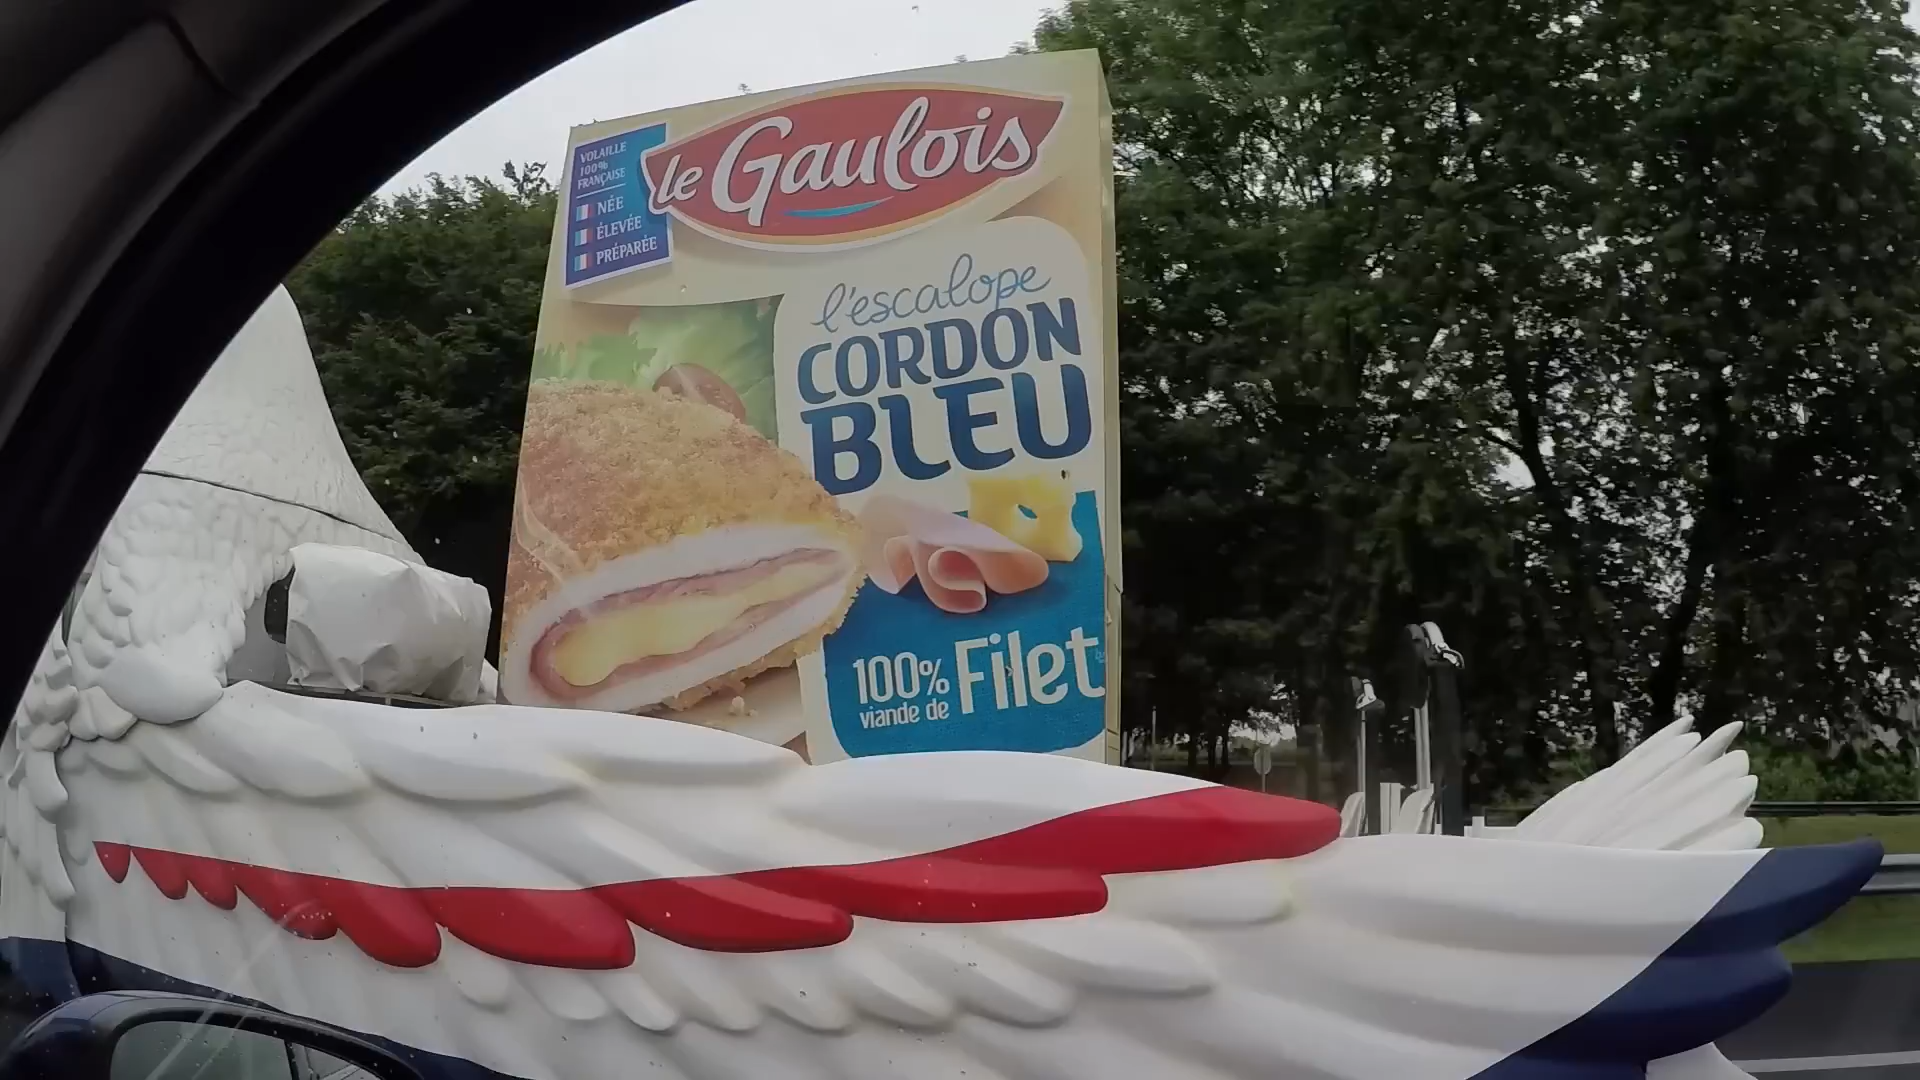 VOLAILLE
100%
FRANÇAISE
NÉE
ÉLEVÉE
PRÉPARÉE
le Gaulois
l'escalope
CORDON
BLEU
100% Filet
viande de